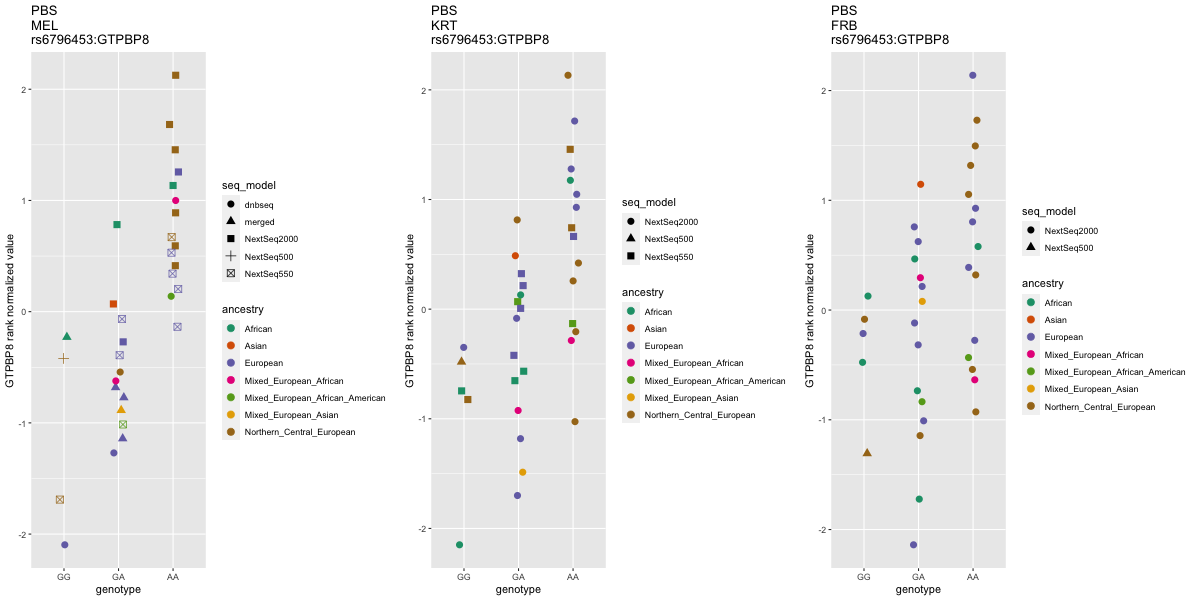 PBS
MEL
rs6796453:GTPBP8
GTPBP8 rank normalized value
2
1
0
-1
-2
GG
GA
AA
genotype
seq_model
dnbseq
merged
NextSeq2000
NextSeq500
NextSeq550
ancestry
African
Asian
European
Mixed_European_African
Mixed_European_African_American
Mixed_European_Asian
Northern_Central_European
PBS
KRT
rs6796453:GTPBP8
GTPBP8 rank normalized value
2
1
0
-1
-2
GG
GA
AA
genotype
seq_model
NextSeq2000
NextSeq500
NextSeq550
ancestry
African
Asian
European
Mixed_European_African
Mixed_European_African_American
Mixed_European_Asian
Northern_Central_European
PBS
FRB
rs6796453:GTPBP8
GTPBP8 rank normalized value
2
1
0
-1
-2
GG
GA
AA
genotype
seq_model
NextSeq2000
NextSeq500
ancestry
African
Asian
European
Mixed_European_African
Mixed_European_African_American
Mixed_European_Asian
Northern_Central_European